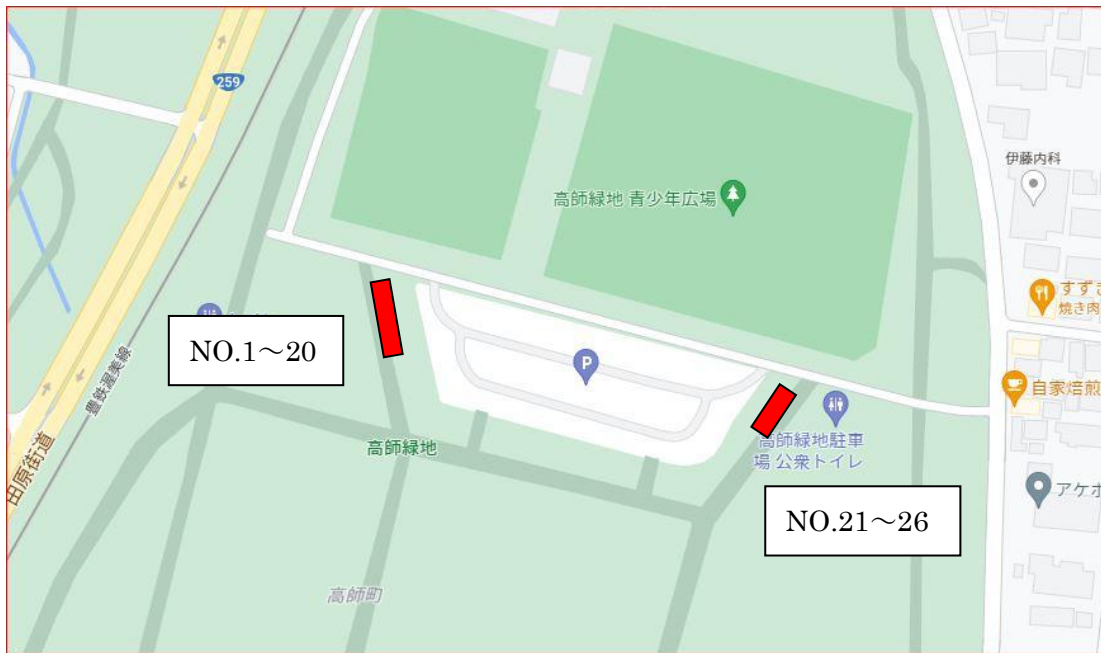 259
伊藤内科
高師緑地 青少年広場
すずき
焼き肉
NO.1～20
P
豊鉄渥美線
自家焙煎
高師緑地駐車
場 公衆トイレ
高師緑地
田原街道
アケボ
NO.21～26
高師町